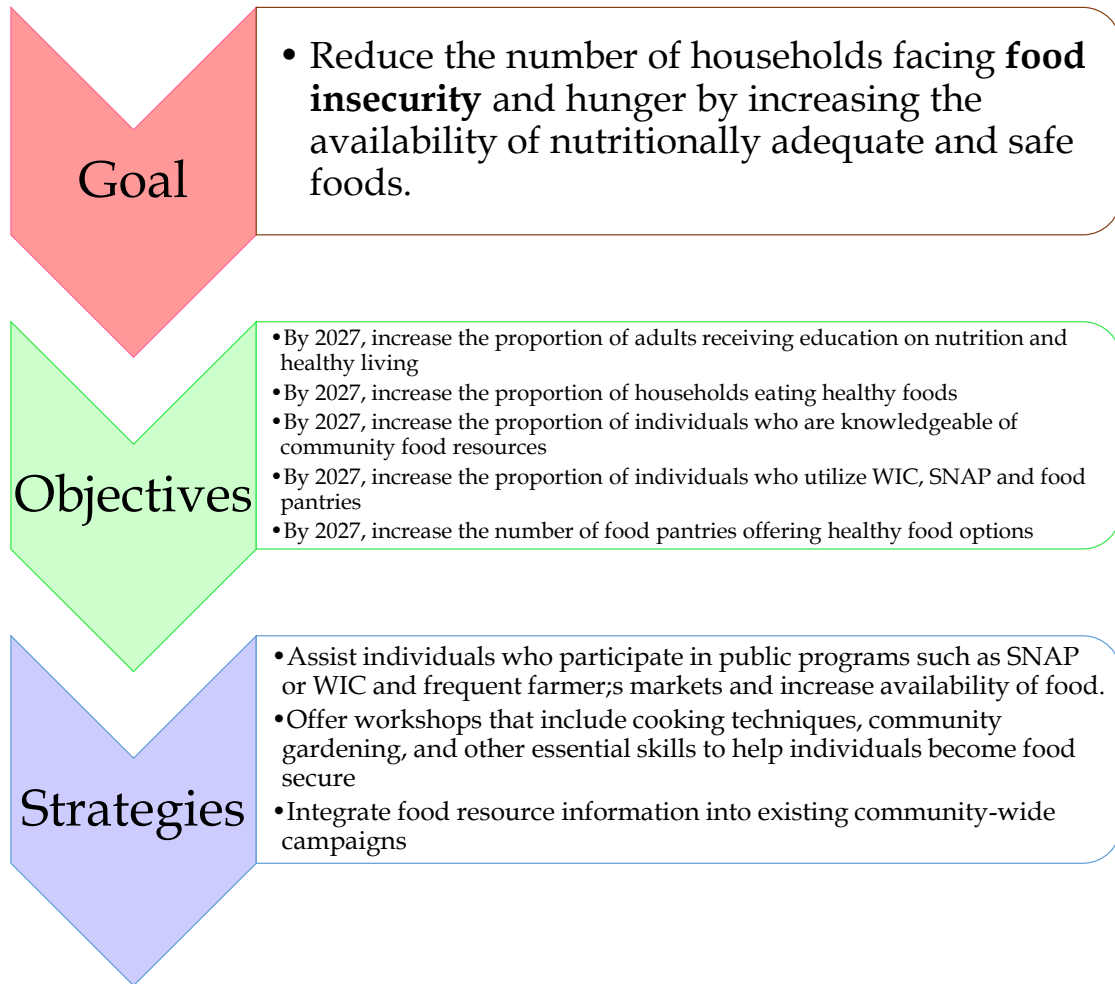 Goal
• Reduce the number of households facing food
insecurity and hunger by increasing the
availability of nutritionally adequate and safe
foods.
Objectives
•By 2027, increase the proportion of adults receiving education on nutrition and
healthy living
•By 2027, increase the proportion of households eating healthy foods
•By 2027, increase the proportion of individuals who are knowledgeable of
community food resources
•By 2027, increase the proportion of individuals who utilize WIC, SNAP and food
pantries
•By 2027, increase the number of food pantries offering healthy food options
Strategies
•Assist individuals who participate in public programs such as SNAP
or WIC and frequent farmer;s markets and increase availability of food.
•Offer workshops that include cooking techniques, community
gardening, and other essential skills to help individuals become food
secure
•Integrate food resource information into existing community-wide
campaigns